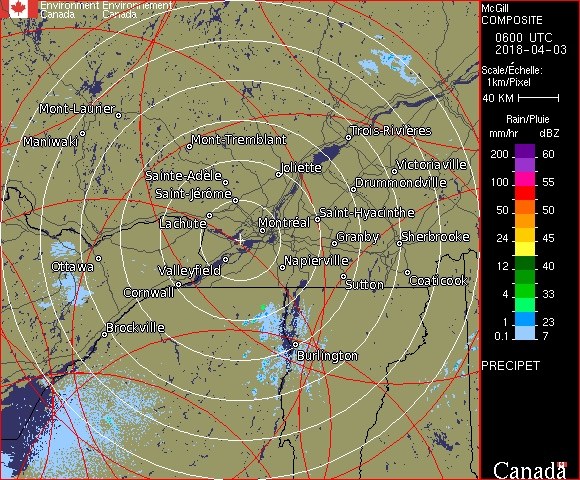 Environment Environnement
Canada Canada
McGill
COMPOSITE
0600 UTC
2018-04-03
Scale/Échelle:
1km/Pixel
40 KM
Rain/Pluie
mm/hr dBZ
200 60
55
100 55
50 50
24 45
12 40
4 33
1 23
0.1 7
PRECIPET
Canada
Mont-Laurier
Maniwaki
Mont-Tremblant
Trois-Rivières
Sainte-Adèle
Joliette
Victoriaville
Saint-Jérôme
Drummondville
Lachute
Montréal
Saint-Hyacinthe
Granby
Sherbrooke
Ottawa
Valleyfield
Napierville
Cornwall
Sutton
Coaticook
Brockville
Burlington